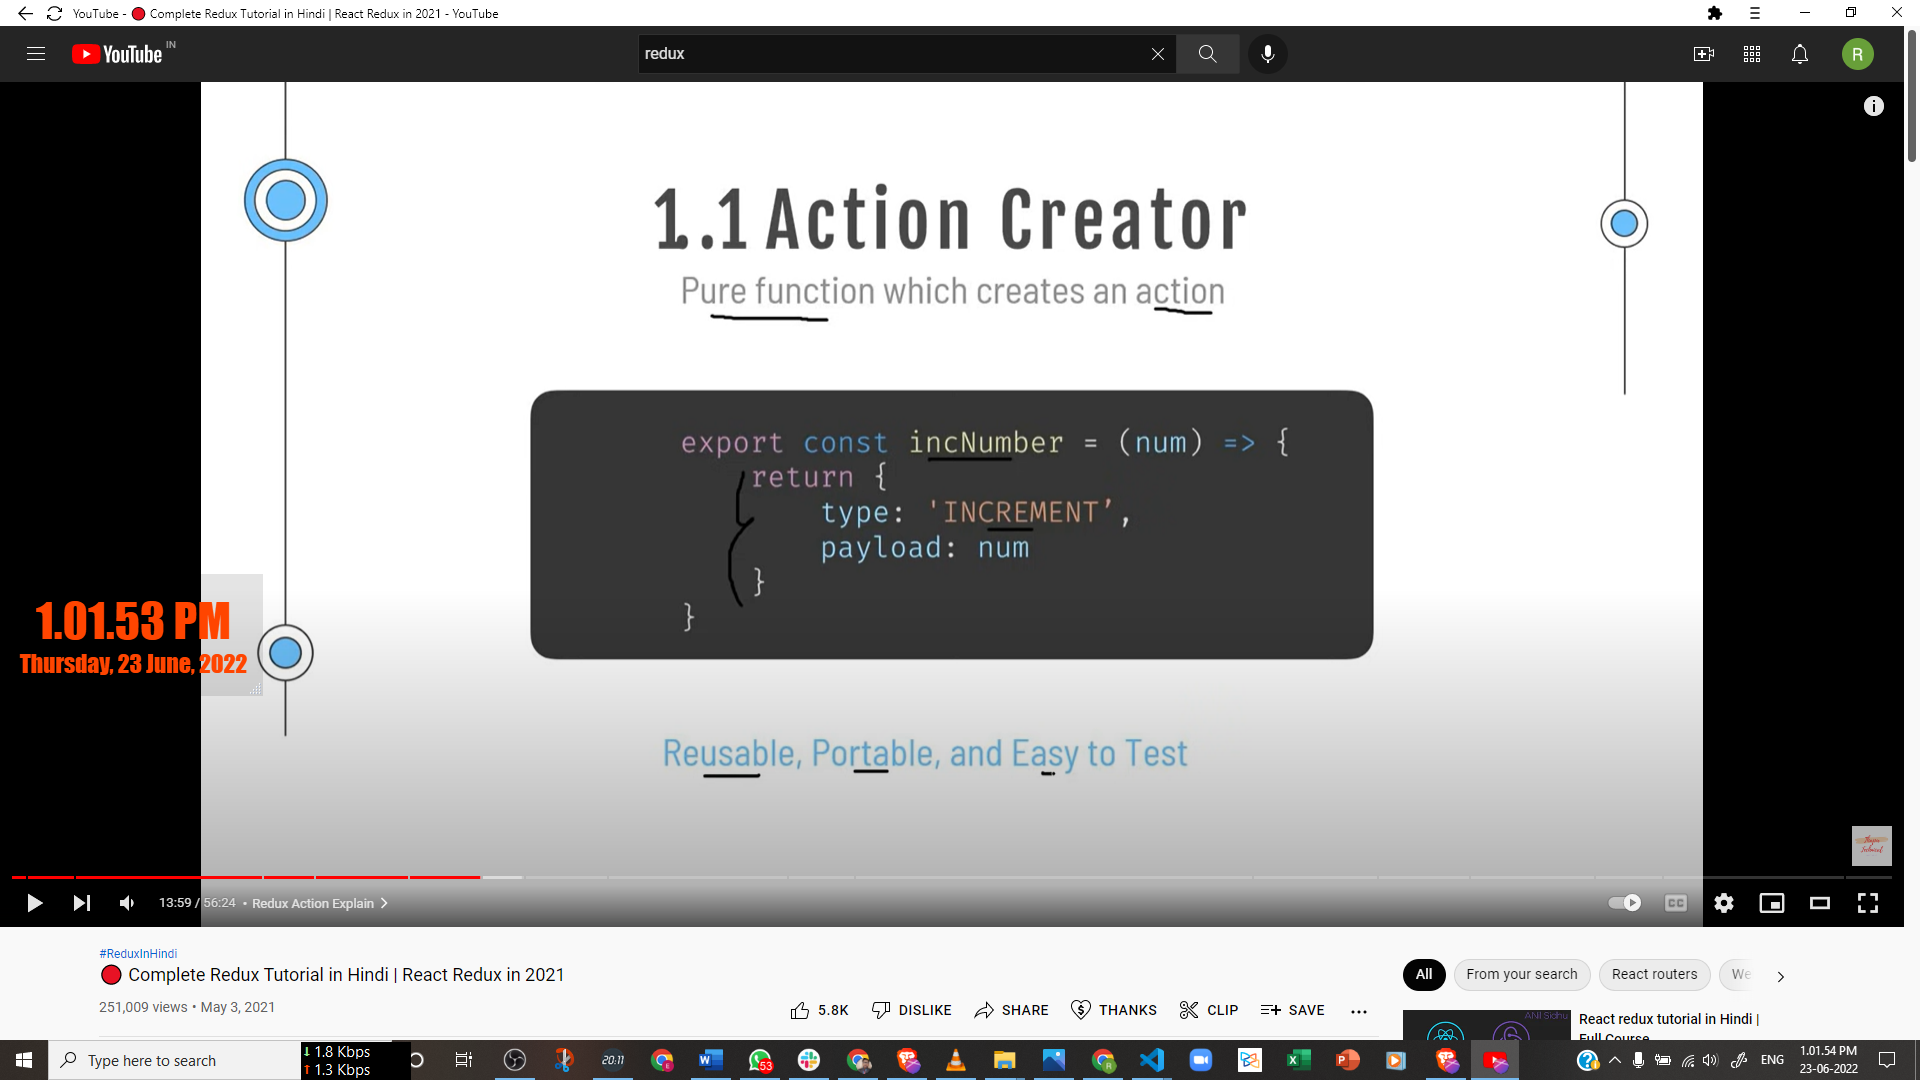 YouTube - 🔴 Complete Redux Tutorial in Hindi | React Redux in 2021 - YouTube
YouTube IN
redux
R
1.1 Action Creator
Pure function which creates an action
export const incNumber = (num) => {
return {
type: 'INCREMENT’,
payload: num
}
}
1.01.53 PM
Thursday, 23 June, 2022
Reusable, Portable, and Easy to Test
13:59 / 56:24 • Redux Action Explain
CC
#ReduxInHindi
🔴 Complete Redux Tutorial in Hindi | React Redux in 2021
251,009 views • May 3, 2021
5.8K DISLIKE SHARE THANKS CLIP SAVE
All From your search React routers We
ANil Sidhu
React redux tutorial in Hindi |
Full Course
Type here to search
↓ 1.8 Kbps
↑ 1.3 Kbps
20:11
53
ENG
1.01.54 PM
23-06-2022